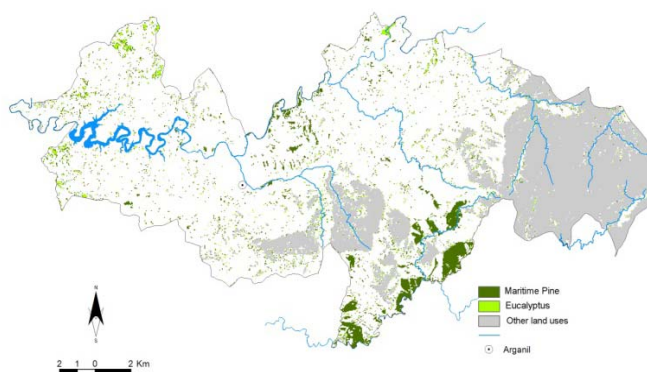 Maritime Pine
Eucalyptus
Other land uses
Arganil
N
S
2 1 0 2 Km